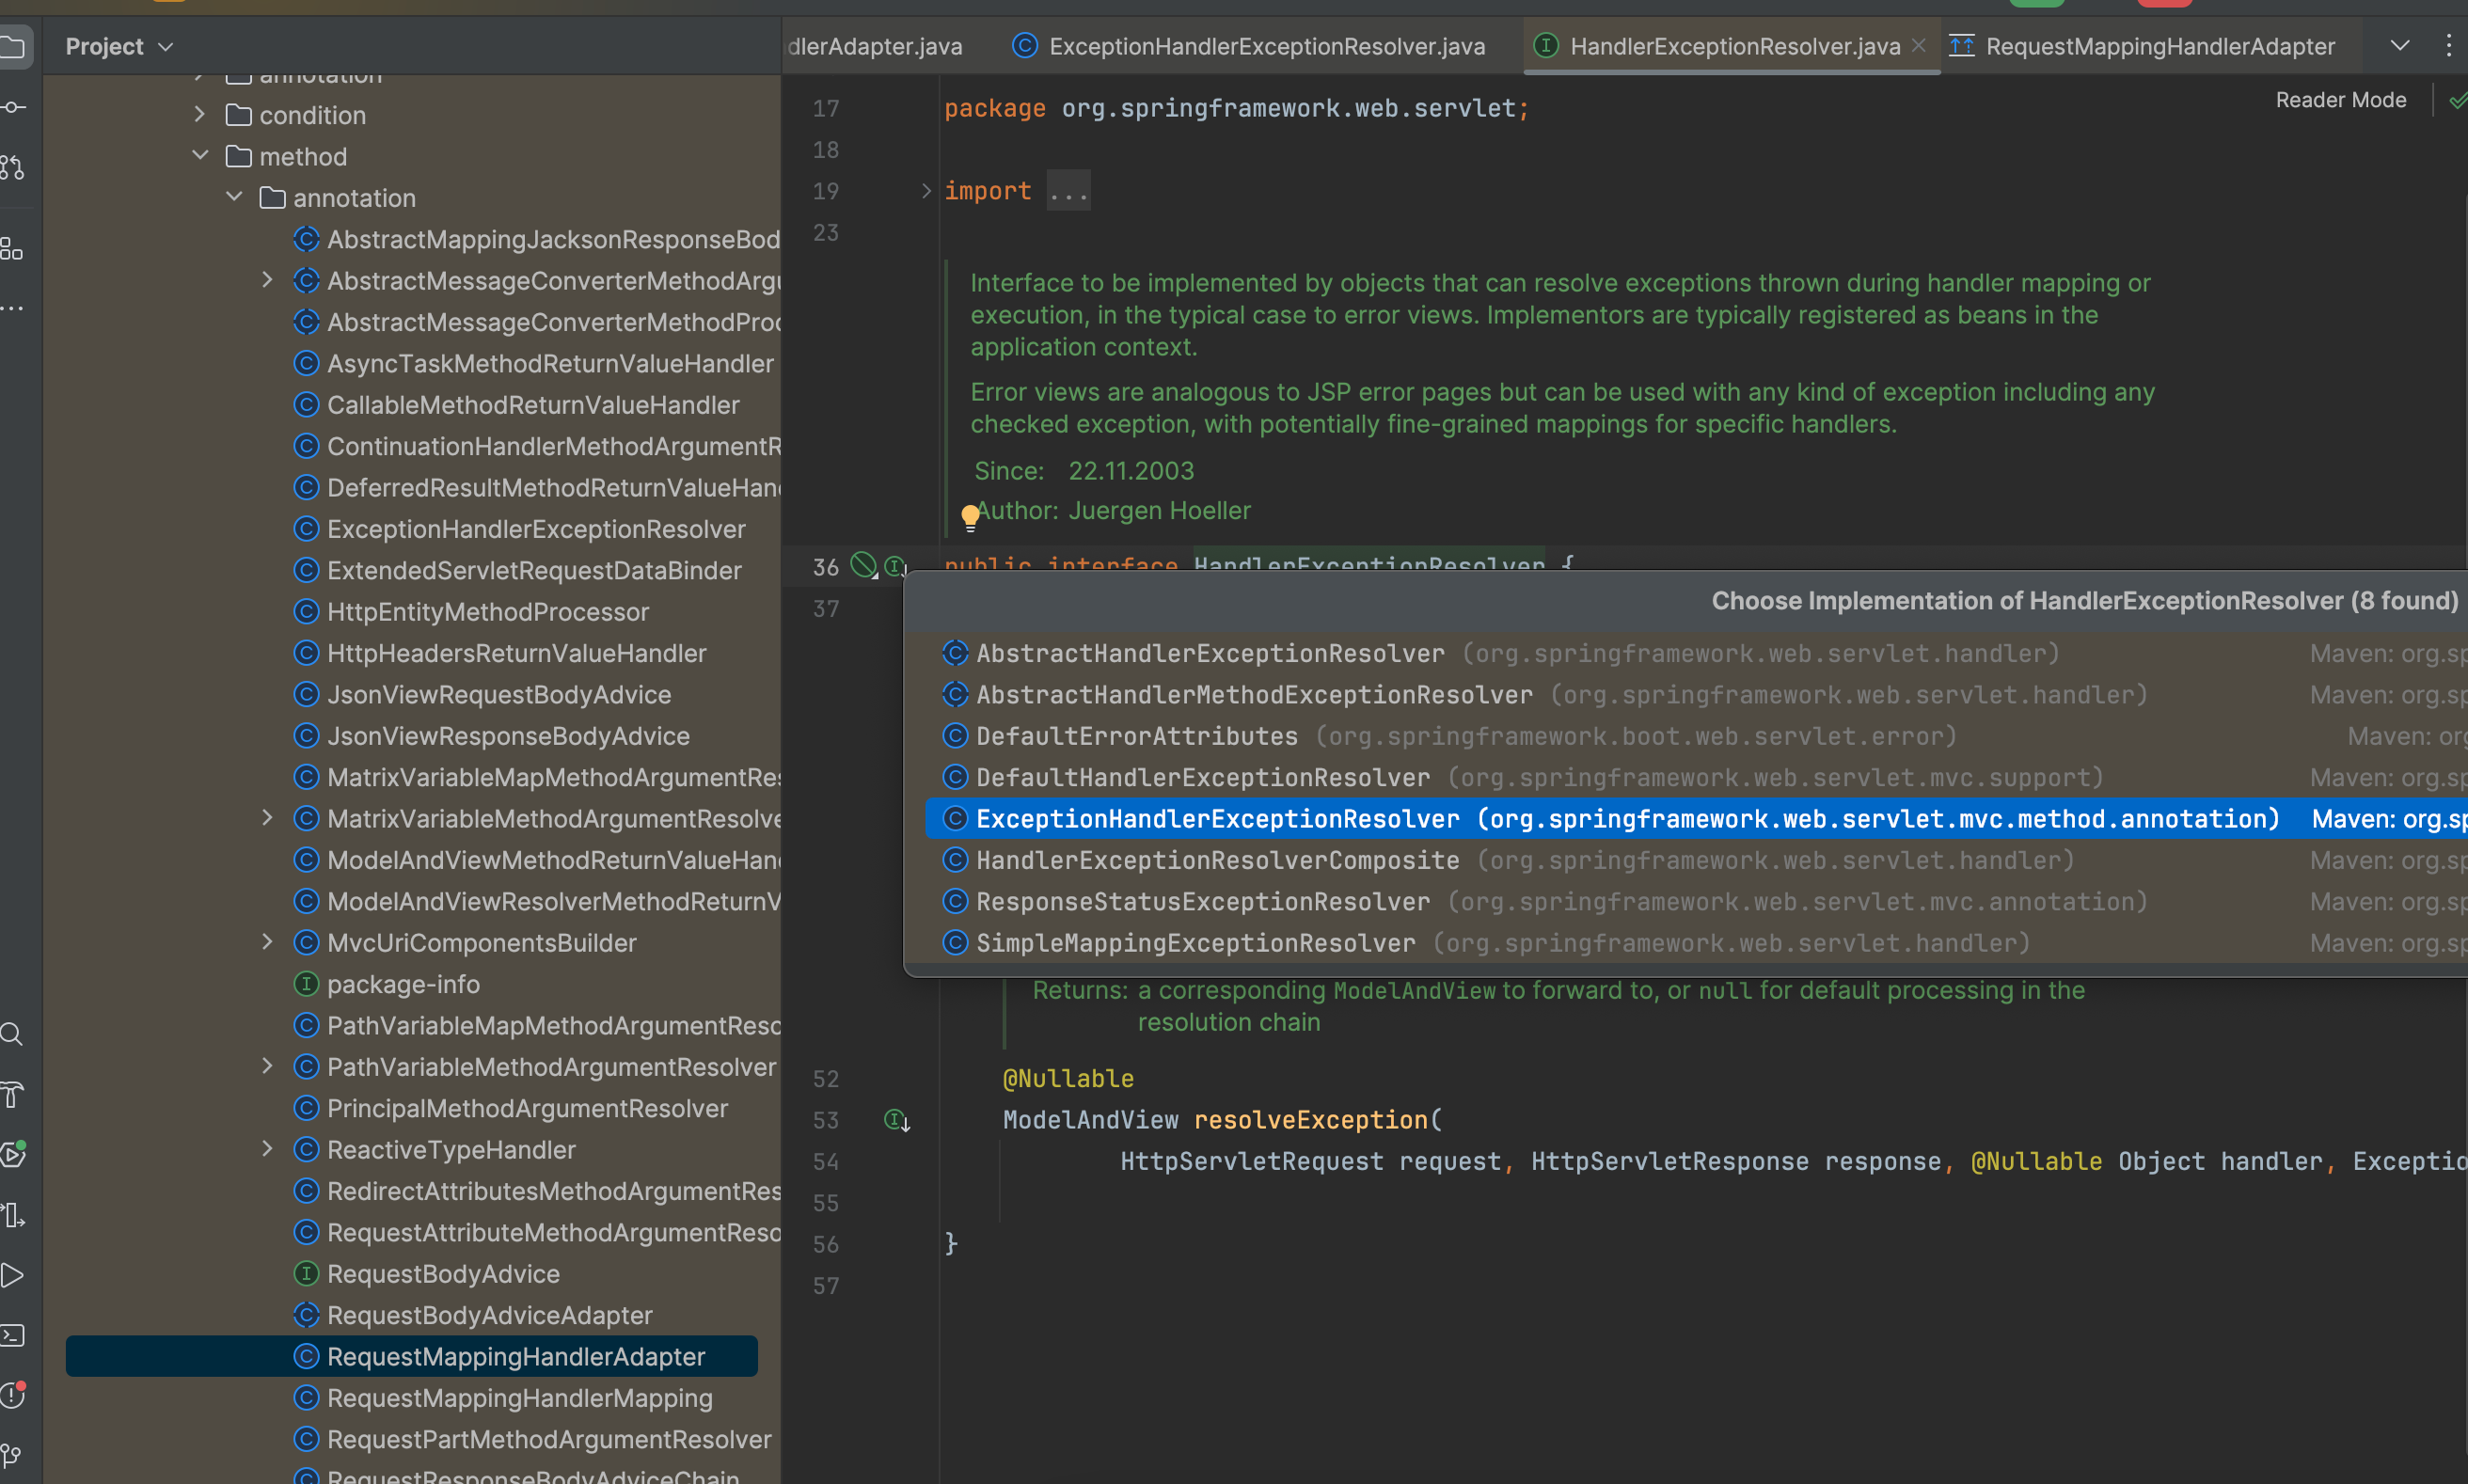 Project
annotation
condition
method
annotation
AbstractMappingJacksonResponseBod
AbstractMessageConverterMethodArgu
AbstractMessageConverterMethodProc
AsyncTaskMethodReturnValueHandler
CallableMethodReturnValueHandler
ContinuationHandlerMethodArgumentR
DeferredResultMethodReturnValueHan
ExceptionHandlerExceptionResolver
ExtendedServletRequestDataBinder
HttpEntityMethodProcessor
HttpHeadersReturnValueHandler
JsonViewRequestBodyAdvice
JsonViewResponseBodyAdvice
MatrixVariableMapMethodArgumentRes
MatrixVariableMethodArgumentResolve
ModelAndViewMethodReturnValueHan
ModelAndViewResolverMethodReturnV
MvcUriComponentsBuilder
package-info
PathVariableMapMethodArgumentReso
PathVariableMethodArgumentResolver
PrincipalMethodArgumentResolver
ReactiveTypeHandler
RedirectAttributesMethodArgumentRes
RequestAttributeMethodArgumentReso
RequestBodyAdvice
RequestBodyAdviceAdapter
RequestMappingHandlerAdapter
RequestMappingHandlerMapping
RequestPartMethodArgumentResolver
RequestResponseBodyAdviceChain
dlerAdapter.java ExceptionHandlerExceptionResolver.java HandlerExceptionResolver.java RequestMappingHandlerAdapter
Reader Mode
17 package org.springframework.web.servlet;
18
19 import ...
23
Interface to be implemented by objects that can resolve exceptions thrown during handler mapping or
execution, in the typical case to error views. Implementors are typically registered as beans in the
application context.
Error views are analogous to JSP error pages but can be used with any kind of exception including any
checked exception, with potentially fine-grained mappings for specific handlers.
Since: 22.11.2003
Author: Juergen Hoeller
36 public interface HandlerExceptionResolver {
37
Choose Implementation of HandlerExceptionResolver (8 found)
AbstractHandlerExceptionResolver (org.springframework.web.servlet.handler) Maven: org.sp
AbstractHandlerMethodExceptionResolver (org.springframework.web.servlet.handler) Maven: org.sp
DefaultErrorAttributes (org.springframework.boot.web.servlet.error) Maven: org
DefaultHandlerExceptionResolver (org.springframework.web.servlet.mvc.support) Maven: org.sp
ExceptionHandlerExceptionResolver (org.springframework.web.servlet.mvc.method.annotation) Maven: org.sp
HandlerExceptionResolverComposite (org.springframework.web.servlet.handler) Maven: org.sp
ResponseStatusExceptionResolver (org.springframework.web.servlet.mvc.annotation) Maven: org.sp
SimpleMappingExceptionResolver (org.springframework.web.servlet.handler) Maven: org.sp
Returns: a corresponding ModelAndView to forward to, or null for default processing in the
resolution chain
52 @Nullable
53 ModelAndView resolveException(
54 HttpServletRequest request, HttpServletResponse response, @Nullable Object handler, Exceptio
55
56 }
57